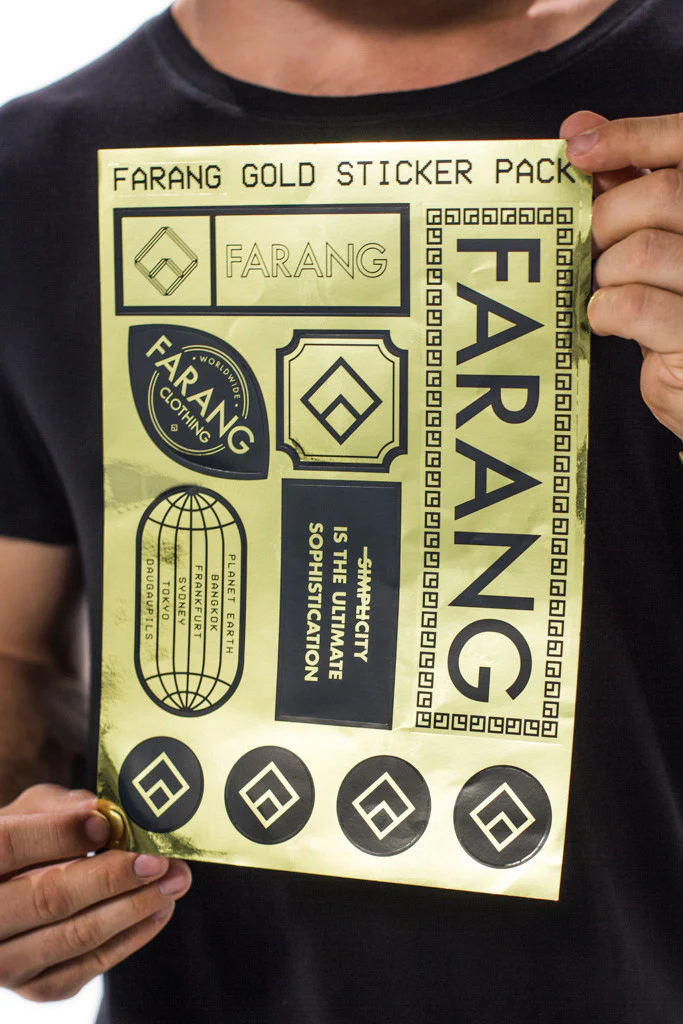 FARANG GOLD STICKER PACK
FARANG
FARANG
WORLDWIDE
FARANG
CLOTHING
SIMPLICITY
IS THE ULTIMATE
SOPHISTICATION
PLANET EARTH
BANGKOK
FRANKFURT
SYDNEY
TOKYO
DAUGAVPILS